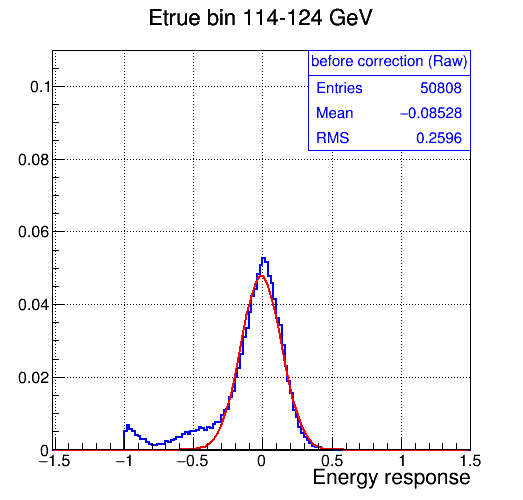 Etrue bin 114-124 GeV
before correction (Raw)
Entries 50808
Mean −0.08528
RMS 0.2596
0.1
0.08
0.06
0.04
0.02
0
−1.5 −1 −0.5 0 0.5 1 1.5
Energy response